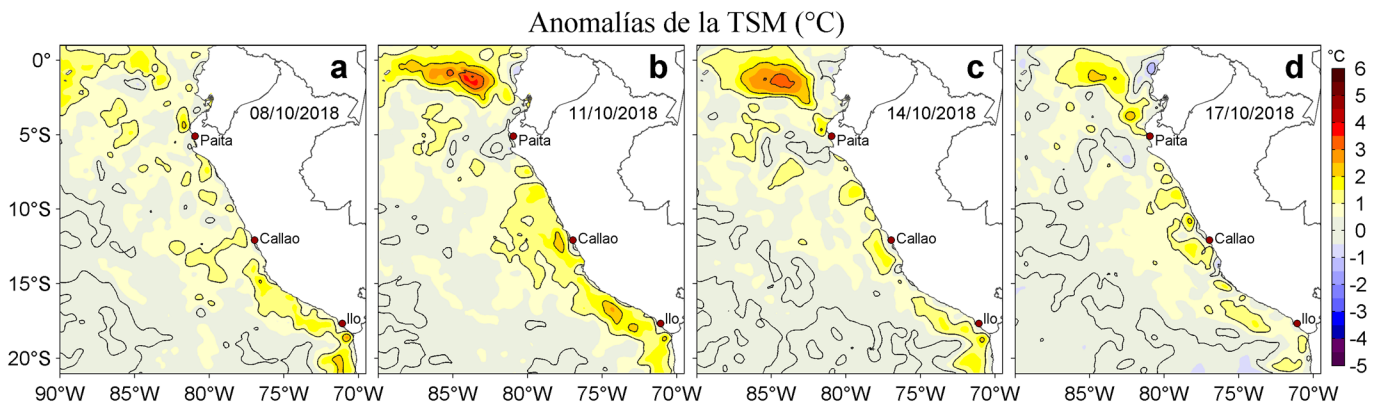 Anomalías de la TSM (°C)
a
b
c
d
08/10/2018
11/10/2018
14/10/2018
17/10/2018
Paita
Paita
Paita
Paita
Callao
Callao
Callao
Callao
Ilo
Ilo
Ilo
Ilo
0°
5°S
10°S
15°S
20°S
90°W 85°W 80°W 75°W 70°W
85°W 80°W 75°W 70°W
85°W 80°W 75°W 70°W
85°W 80°W 75°W 70°W
°C
6
5
4
3
2
1
0
-1
-2
-3
-4
-5